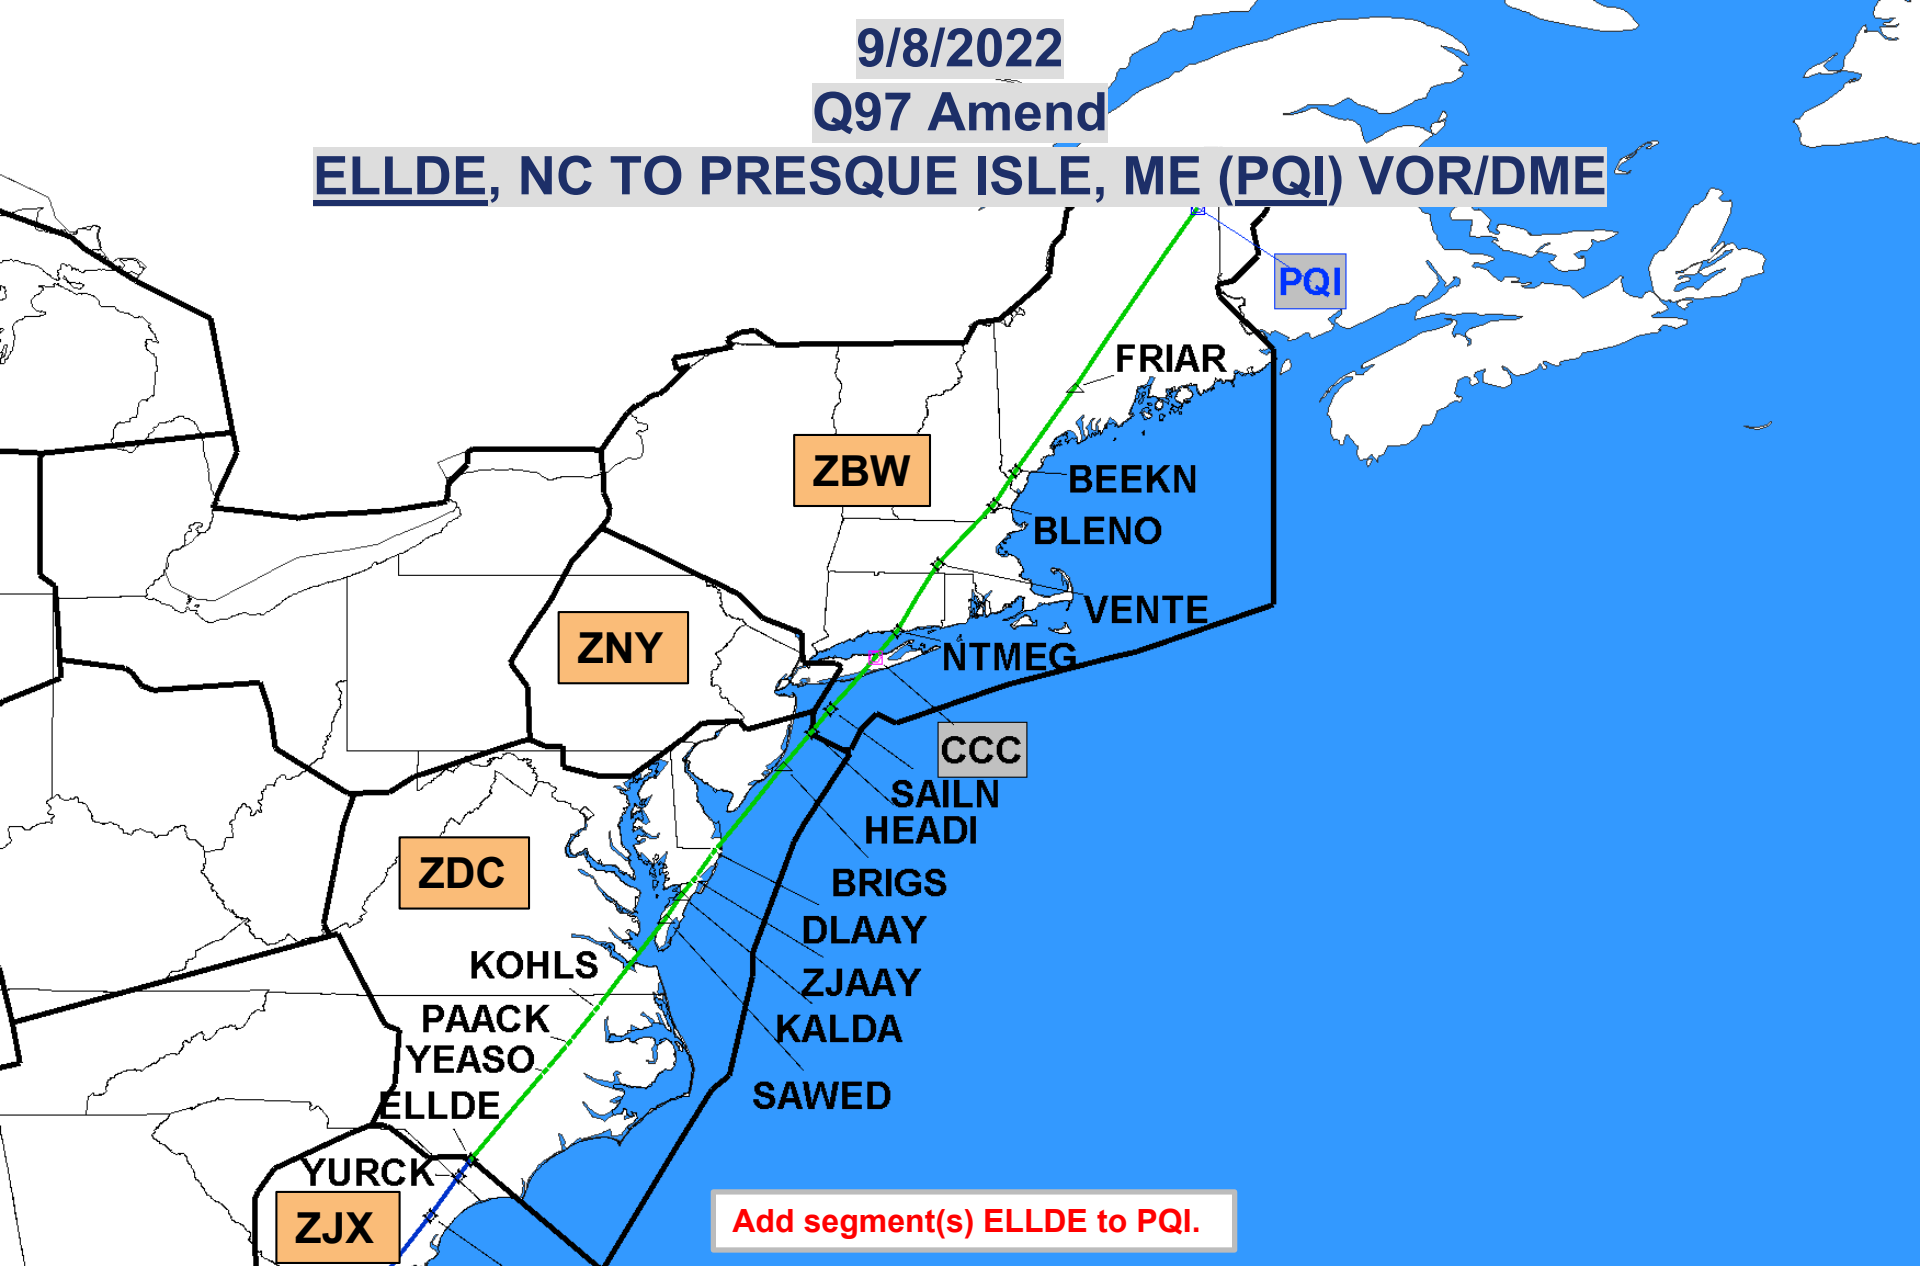 9/8/2022
Q97 Amend
ELLDE, NC TO PRESQUE ISLE, ME (PQI) VOR/DME
PQI
FRIAR
ZBW
BEEKN
BLENO
VENTE
ZNY
NTMEG
CCC
SAILN
HEADI
ZDC
BRIGS
DLAAY
KOHLS
ZJAAY
PAACK
KALDA
YEASO
SAWED
ELLDE
YURCK
ZJX
Add segment(s) ELLDE to PQI.